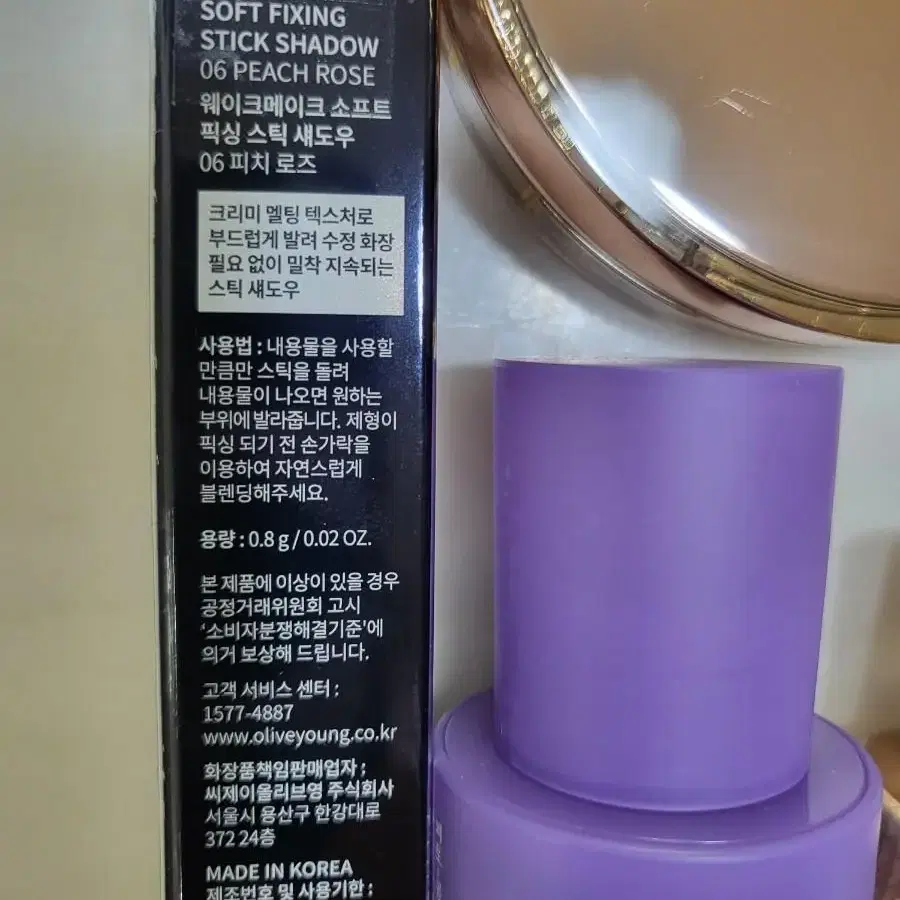 SOFT FIXING
STICK SHADOW
06 PEACH ROSE
웨이크메이크 소프트
픽싱 스틱 섀도우
06 피치 로즈
크리미 멜팅 텍스처로
부드럽게 발려 수정 화장
필요 없이 밀착 지속되는
스틱 섀도우
사용법 : 내용물을 사용할
만큼만 스틱을 돌려
내용물이 나오면 원하는
부위에 발라줍니다. 제형이
픽싱 되기 전 손가락을
이용하여 자연스럽게
블렌딩해주세요.
용량 : 0.8 g / 0.02 OZ.
본 제품에 이상이 있을 경우
공정거래위원회 고시
‘소비자분쟁해결기준'에
의거 보상해 드립니다.
고객 서비스 센터 :
1577-4887
www.oliveyoung.co.kr
화장품책임판매업자 :
씨제이올리브영 주식회사
서울시 용산구 한강대로
372 24층
MADE IN KOREA
제조번호 및 사용기한 :